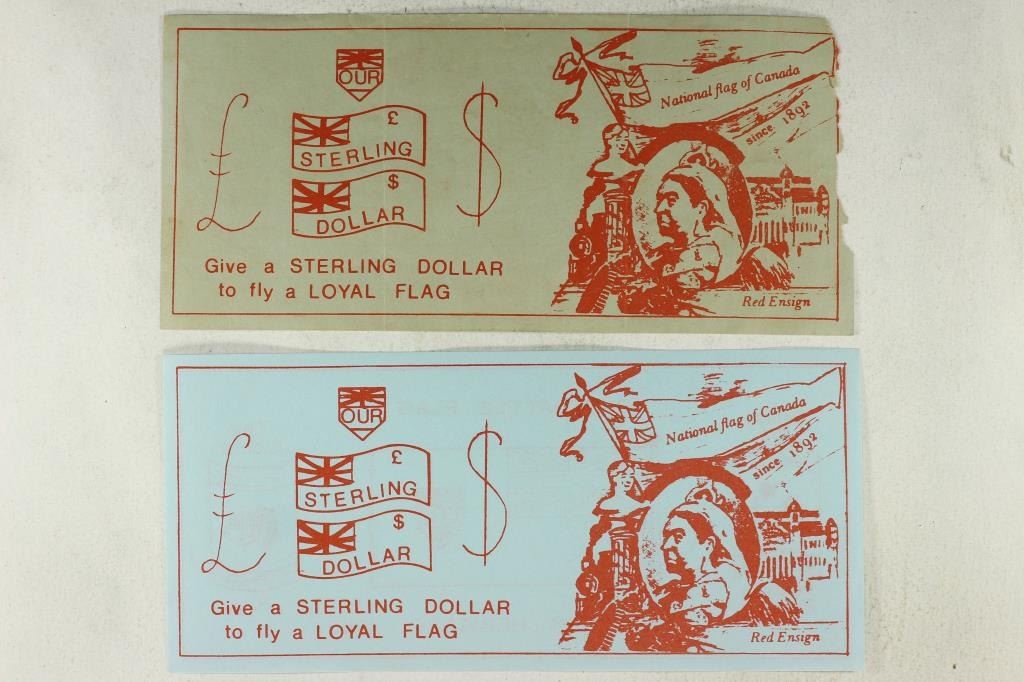 OUR
£
£
STERLING
$
$
DOLLAR
Give a STERLING DOLLAR
to fly a LOYAL FLAG
National flag of Canada
since 1892
Red Ensign
OUR
£
£
STERLING
$
$
DOLLAR
Give a STERLING DOLLAR
to fly a LOYAL FLAG
National flag of Canada
since 1892
Red Ensign